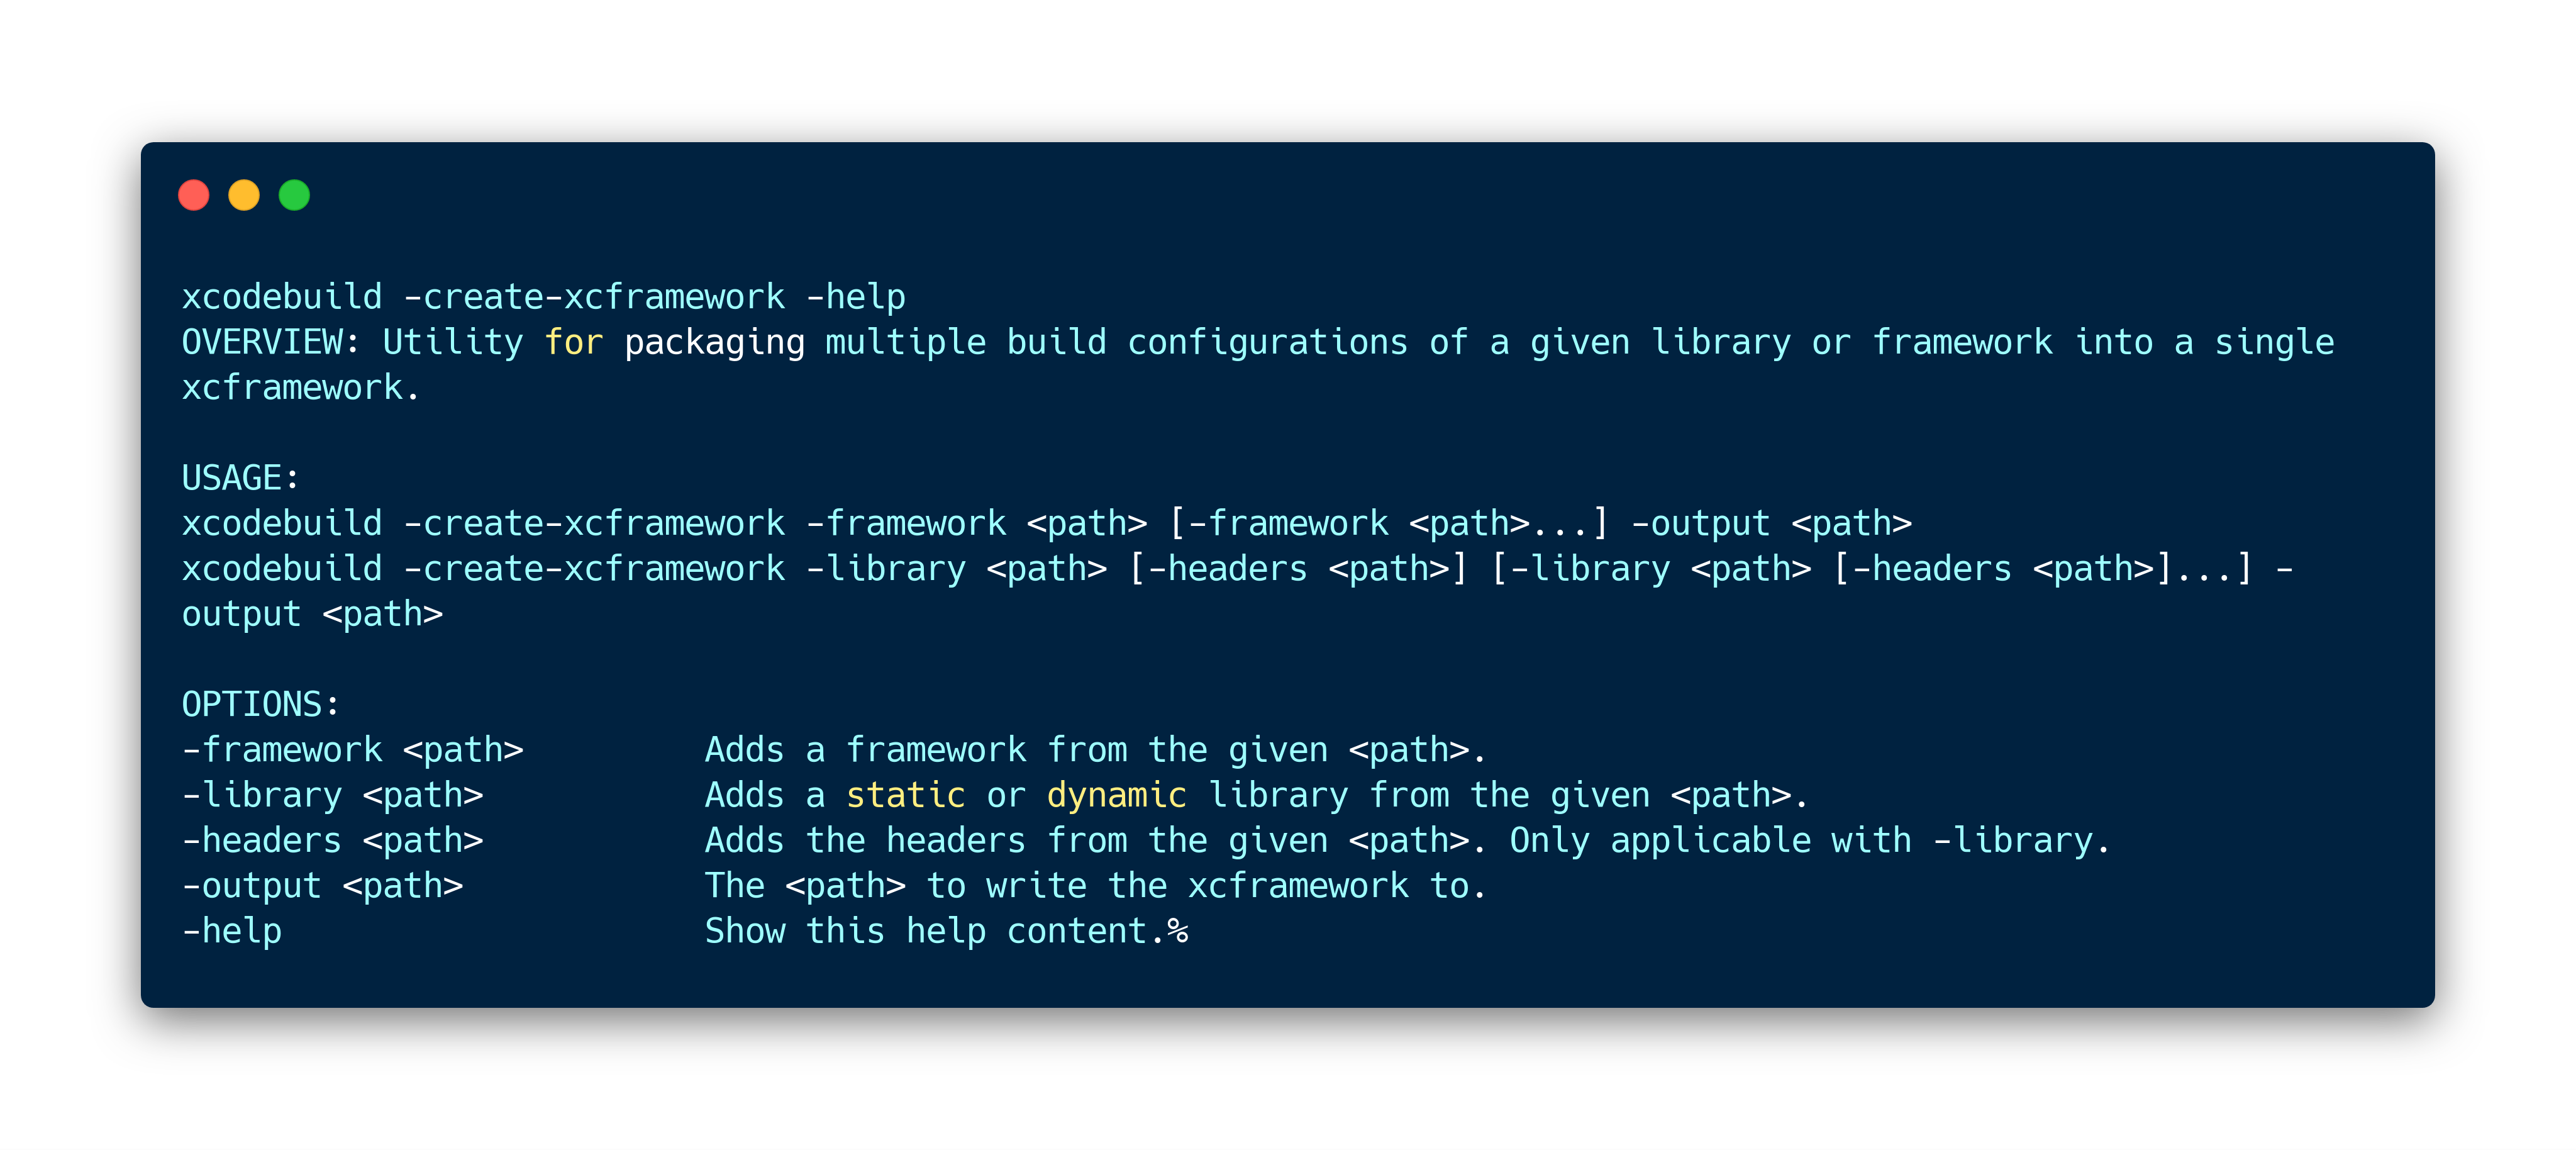 xcodebuild -create-xcframework -help
OVERVIEW: Utility for packaging multiple build configurations of a given library or framework into a single
xcframework.

USAGE:
xcodebuild -create-xcframework -framework <path> [-framework <path>...] -output <path>
xcodebuild -create-xcframework -library <path> [-headers <path>] [-library <path> [-headers <path>]...] -
output <path>

OPTIONS:
-framework <path>         Adds a framework from the given <path>.
-library <path>           Adds a static or dynamic library from the given <path>.
-headers <path>           Adds the headers from the given <path>. Only applicable with -library.
-output <path>            The <path> to write the xcframework to.
-help                     Show this help content.%